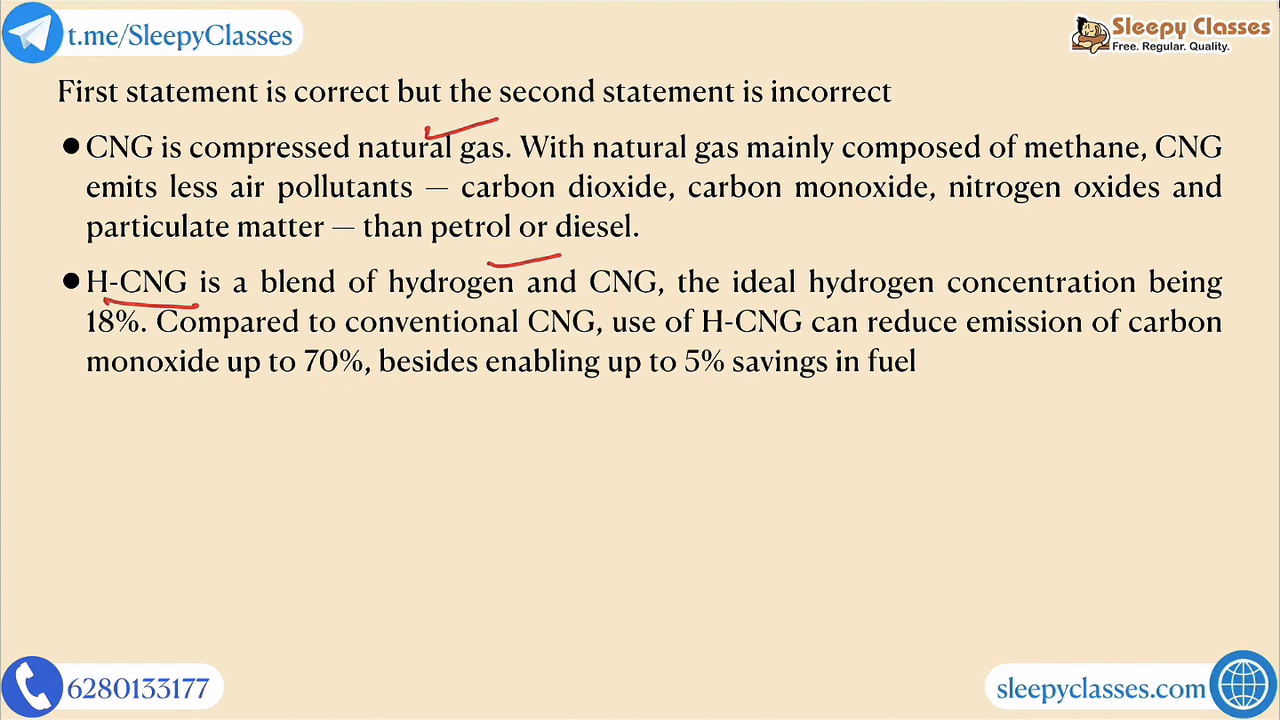 t.me/SleepyClasses
Sleepy Classes
Free. Regular. Quality.
First statement is correct but the second statement is incorrect
● CNG is compressed natural gas. With natural gas mainly composed of methane, CNG
emits less air pollutants — carbon dioxide, carbon monoxide, nitrogen oxides and
particulate matter — than petrol or diesel.
● H-CNG is a blend of hydrogen and CNG, the ideal hydrogen concentration being
18%. Compared to conventional CNG, use of H-CNG can reduce emission of carbon
monoxide up to 70%, besides enabling up to 5% savings in fuel
6280133177
sleepyclasses.com